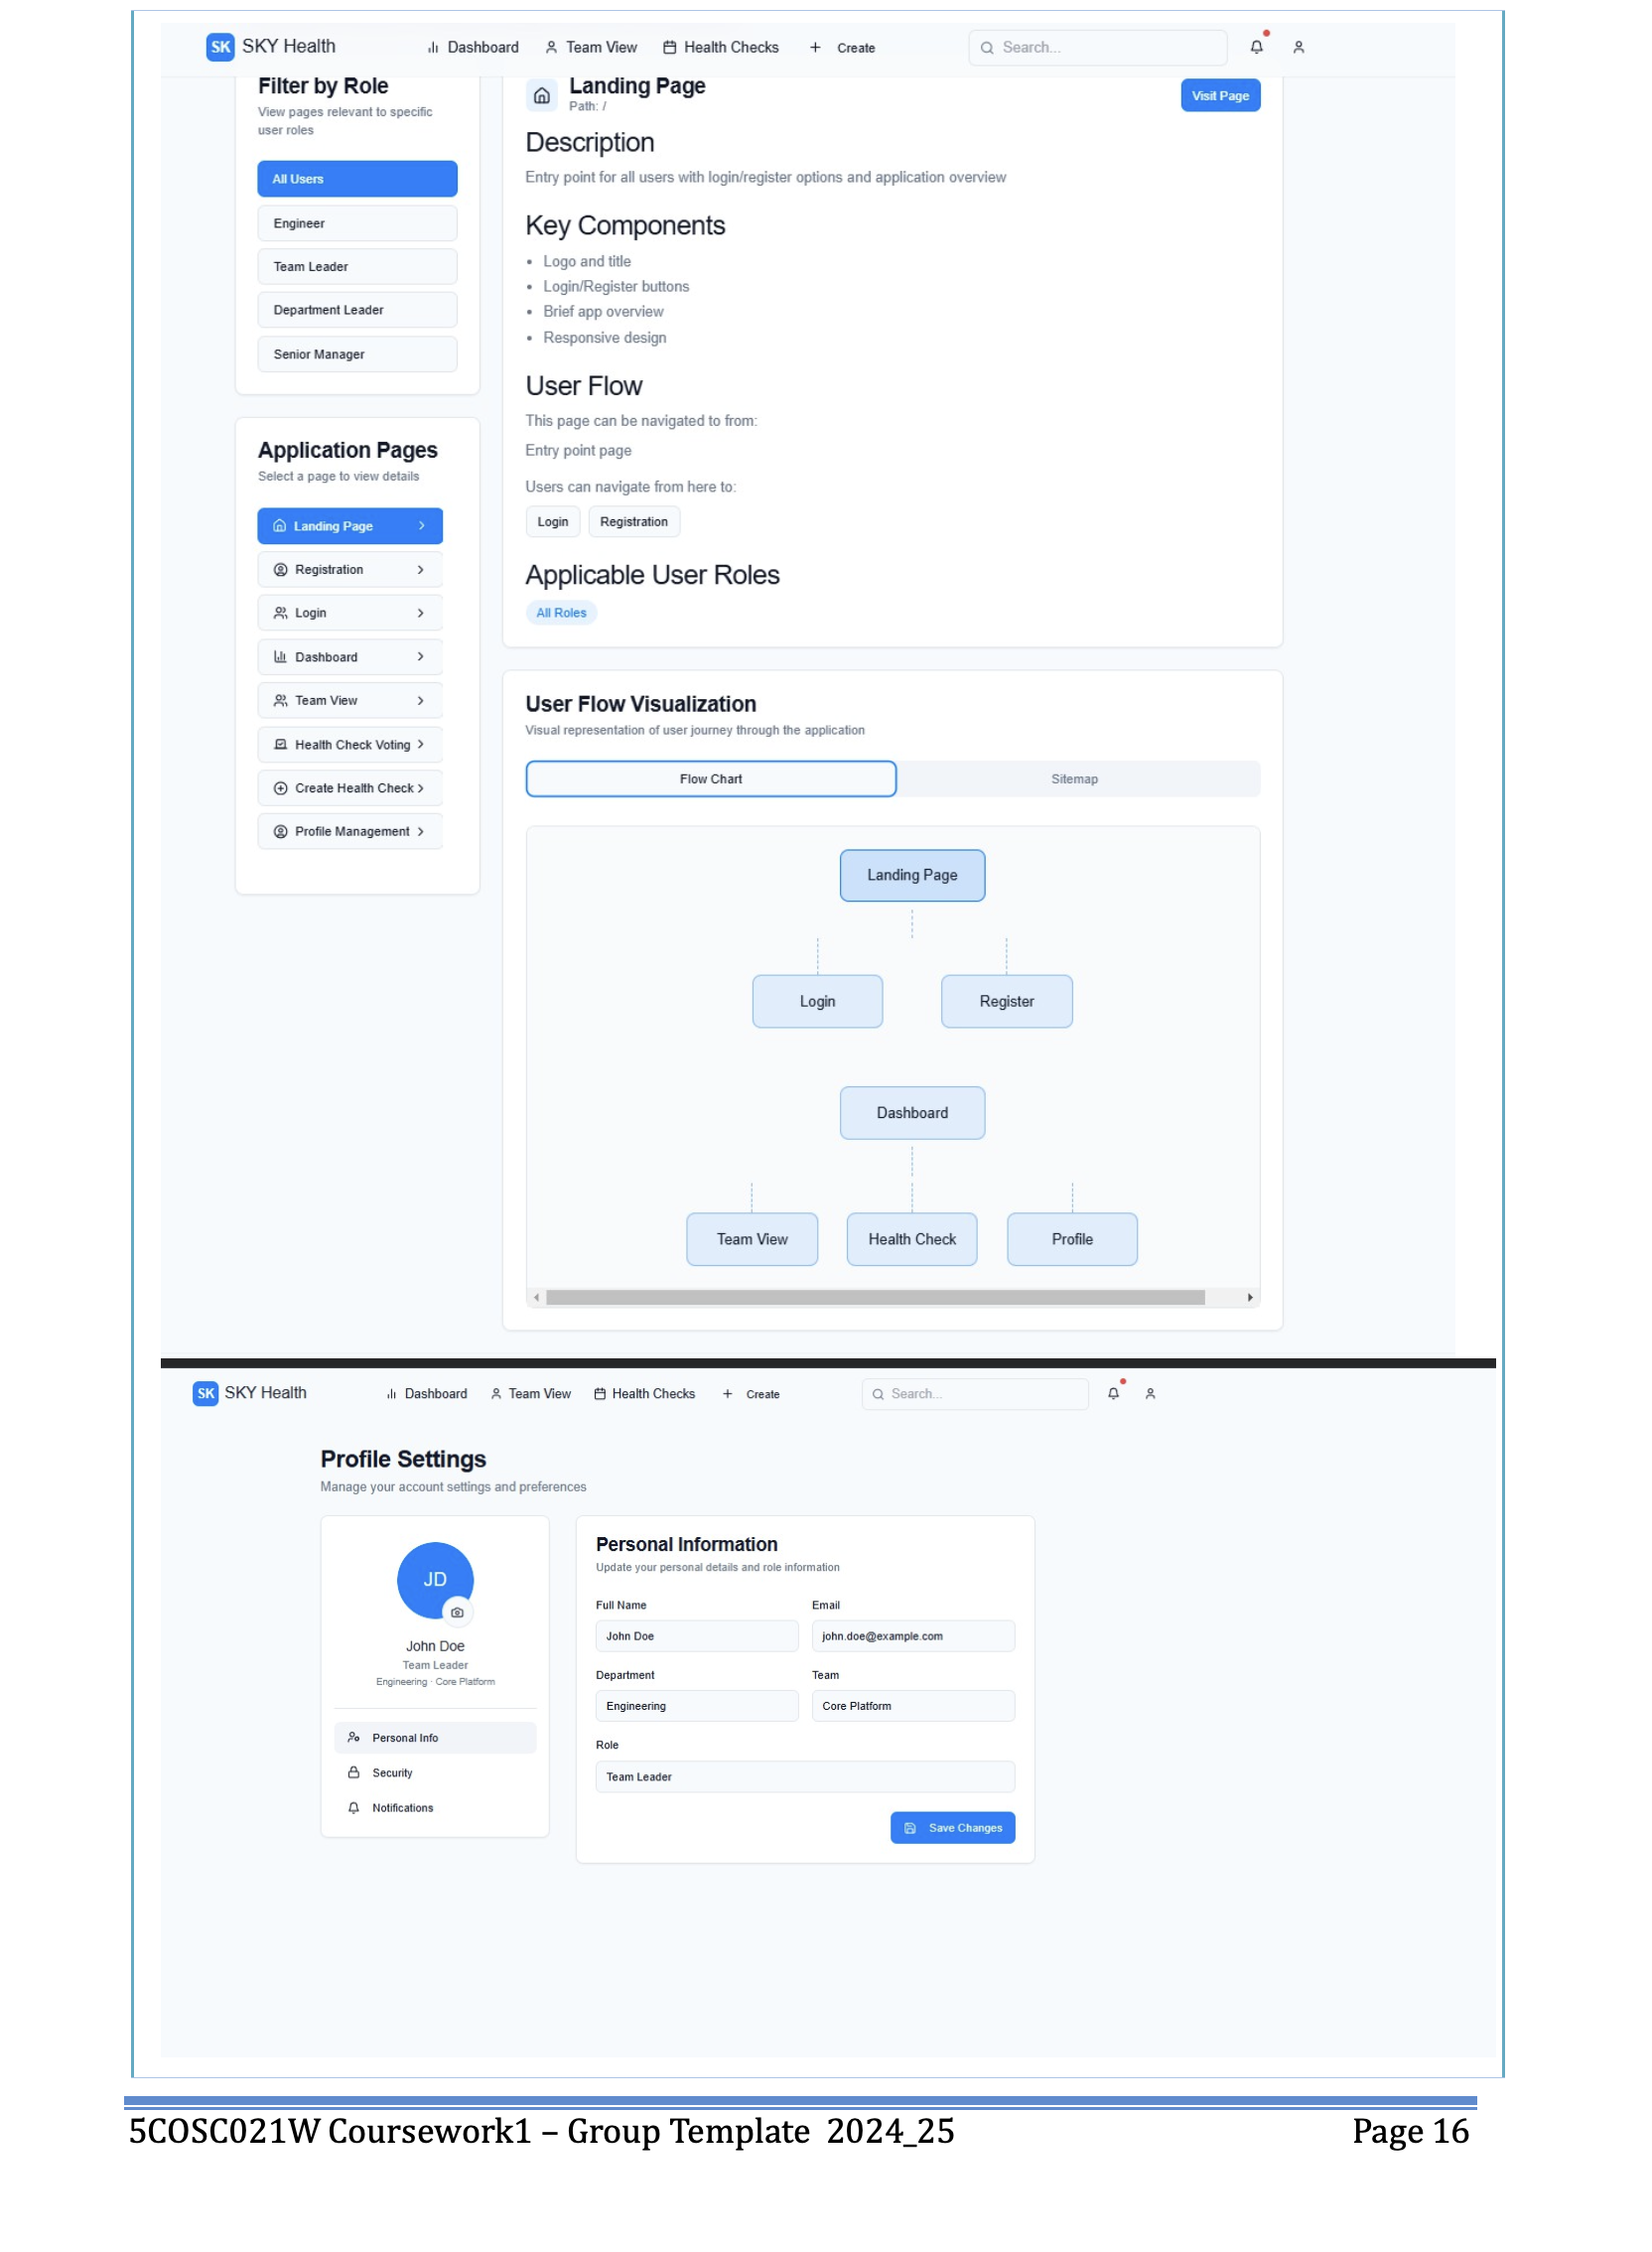 SK SKY Health Dashboard Team View Health Checks + Create Search...
Filter by Role
View pages relevant to specific
user roles
All Users
Engineer
Team Leader
Department Leader
Senior Manager
Application Pages
Select a page to view details
Landing Page
Registration
Login
Dashboard
Team View
Health Check Voting
Create Health Check
Profile Management
Landing Page
Path: /
Visit Page
Description
Entry point for all users with login/register options and application overview
Key Components
• Logo and title
• Login/Register buttons
• Brief app overview
• Responsive design
User Flow
This page can be navigated to from:
Entry point page
Users can navigate from here to:
Login Registration
Applicable User Roles
All Roles
User Flow Visualization
Visual representation of user journey through the application
Flow Chart Sitemap
Landing Page
Login Register
Dashboard
Team View Health Check Profile
SK SKY Health Dashboard Team View Health Checks + Create Search...
Profile Settings
Manage your account settings and preferences
JD
John Doe
Team Leader
Engineering · Core Platform
Personal Info
Security
Notifications
Personal Information
Update your personal details and role information
Full Name Email
John Doe john.doe@example.com
Department Team
Engineering Core Platform
Role
Team Leader
Save Changes
5COSC021W Coursework1 – Group Template 2024_25 Page 16